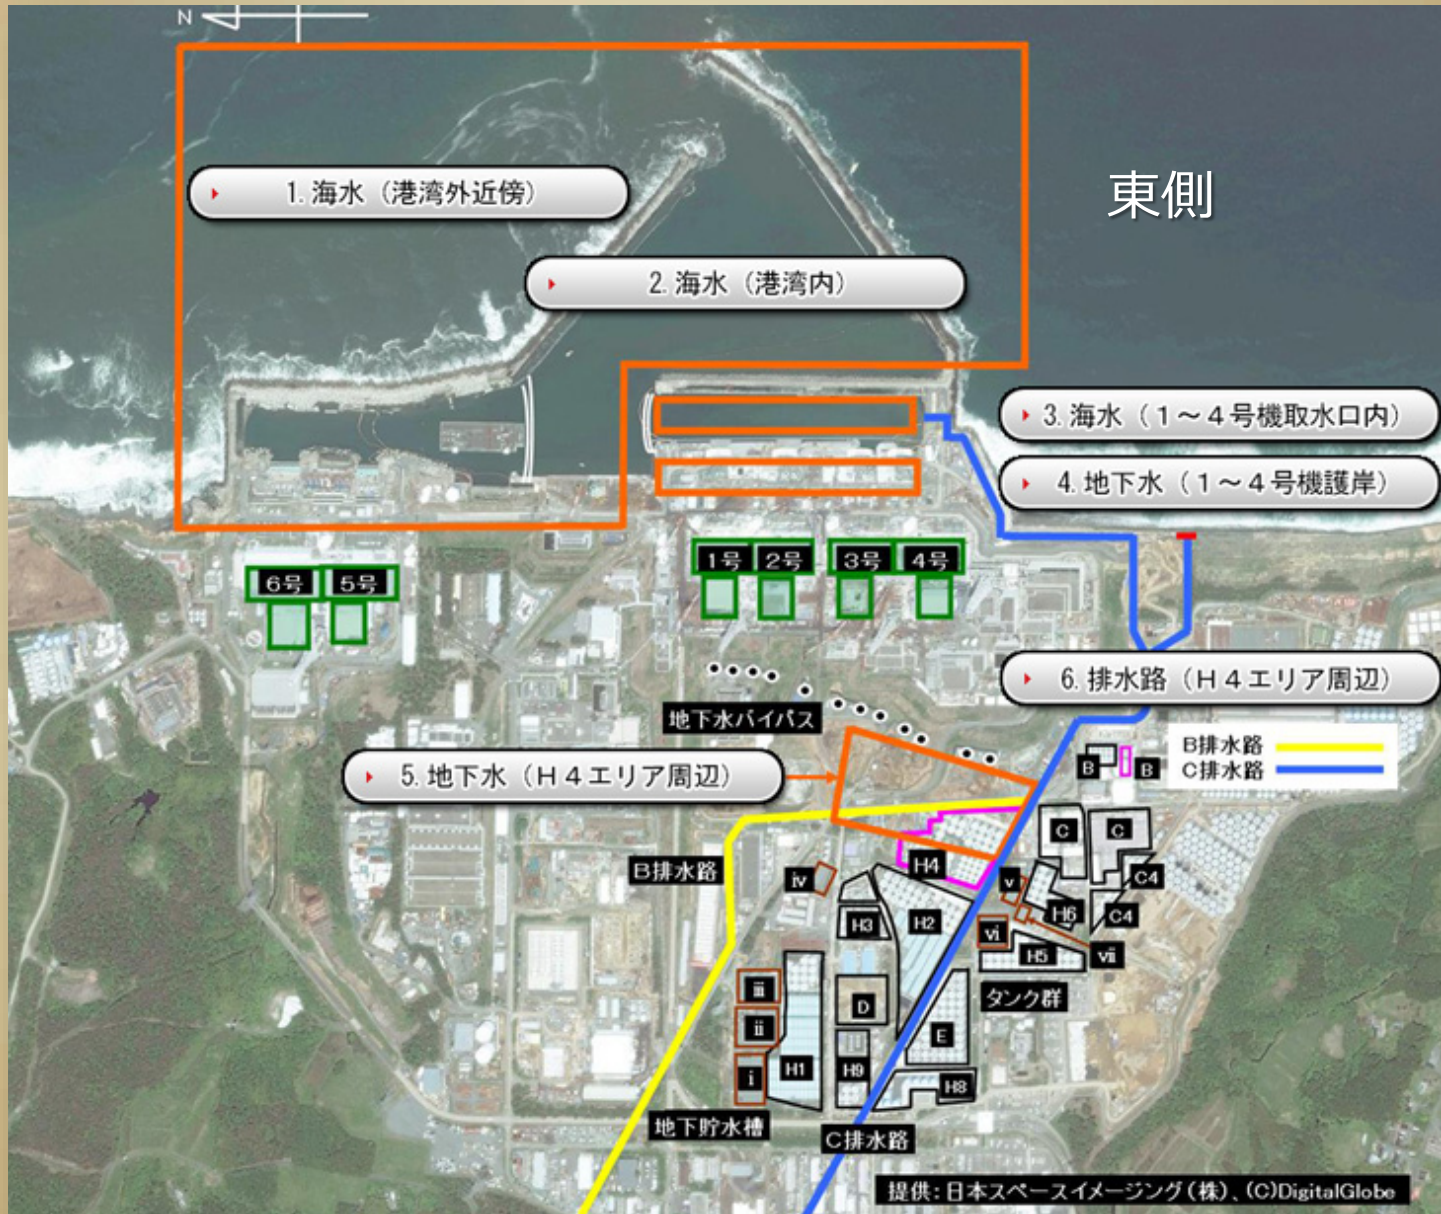 N
1. 海水（港湾外近傍）
東側
2. 海水（港湾内）
3. 海水（１～４号機取水口内）
4. 地下水（１～４号機護岸）
1号 2号 3号 4号
6号 5号
6. 排水路（Ｈ４エリア周辺）
地下水バイパス
B排水路
C排水路
5. 地下水（Ｈ４エリア周辺）
B B
C C
B排水路
H4
iv
v
C4
H6
C4
H3
H2
vi
vii
H5
iii
D
タンク群
ii
E
i
H1
H9
H8
地下貯水槽
C排水路
提供：日本スペースイメージング（株）、(C)DigitalGlobe